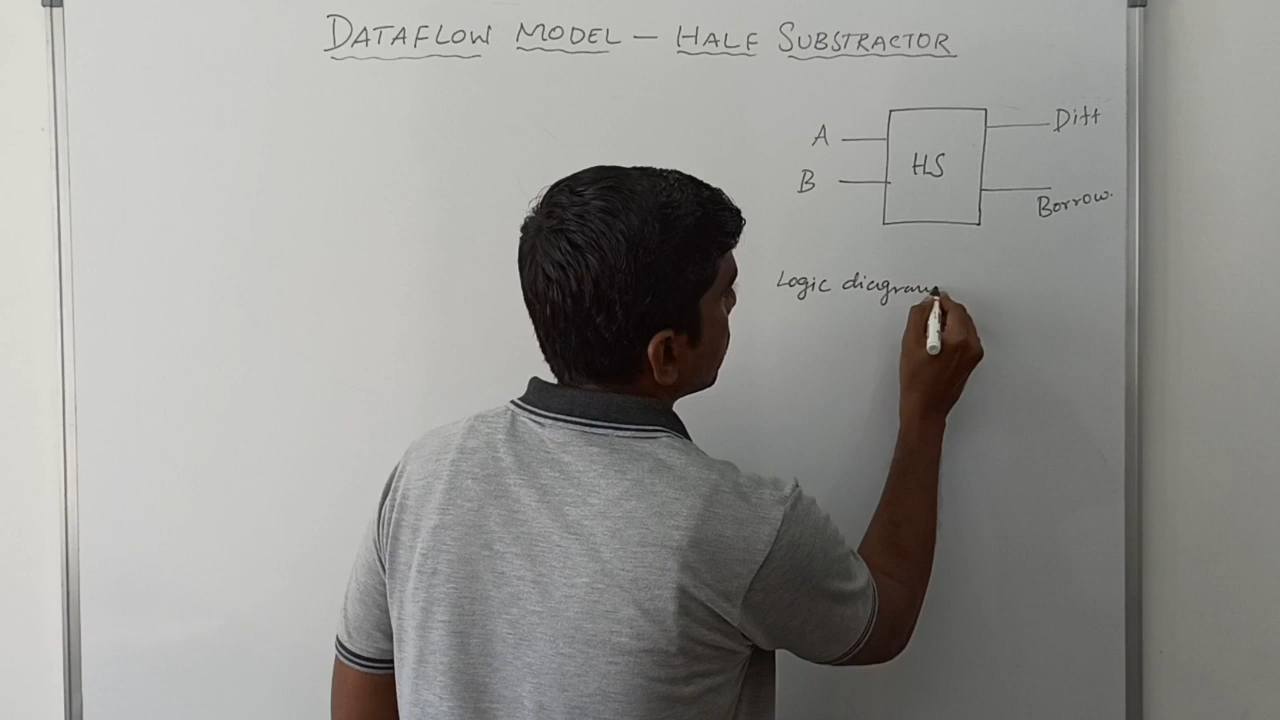 DATAFLOW MODEL — HALF SUBSTRACTOR
A
B
HS
Diff
Borrow.
Logic diagram